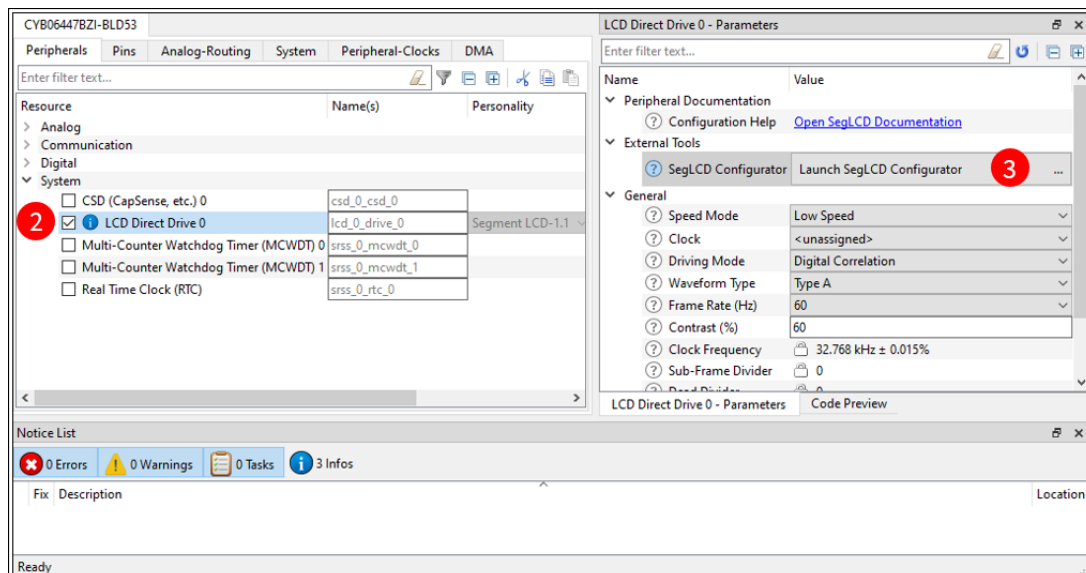 CYB06447BZI-BLD53
Peripherals Pins Analog-Routing System Peripheral-Clocks DMA
Enter filter text...
Resource Name(s) Personality
Analog
Communication
Digital
System
CSD (CapSense, etc.) 0 csd_0_csd_0
2 LCD Direct Drive 0 lcd_0_drive_0 Segment LCD-1.1
Multi-Counter Watchdog Timer (MCWDT) 0 srss_0_mcwdt_0
Multi-Counter Watchdog Timer (MCWDT) 1 srss_0_mcwdt_1
Real Time Clock (RTC) srss_0_rtc_0
LCD Direct Drive 0 - Parameters
Enter filter text...
Name Value
Peripheral Documentation
? Configuration Help Open SegLCD Documentation
External Tools
? SegLCD Configurator Launch SegLCD Configurator 3 ...
General
? Speed Mode Low Speed
? Clock <unassigned>
? Driving Mode Digital Correlation
? Waveform Type Type A
? Frame Rate (Hz) 60
? Contrast (%) 60
? Clock Frequency 32.768 kHz ± 0.015%
? Sub-Frame Divider 0
LCD Direct Drive 0 - Parameters Code Preview
Notice List
0 Errors 0 Warnings 0 Tasks 3 Infos
Fix Description Location
Ready